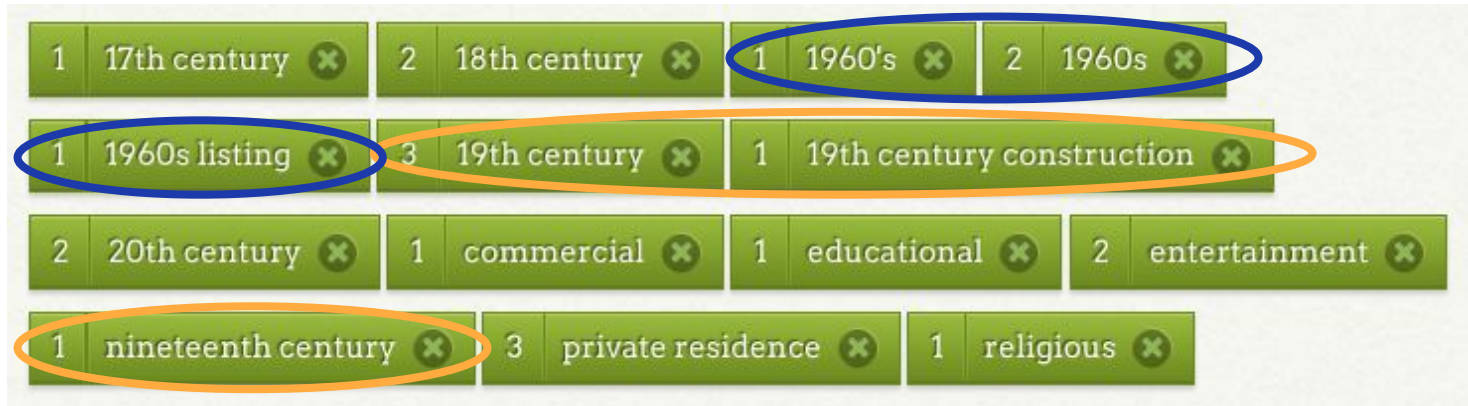 1 17th century 2 18th century 1 1960's 2 1960s
1 1960s listing 3 19th century 1 19th century construction
2 20th century 1 commercial 1 educational 2 entertainment
1 nineteenth century 3 private residence 1 religious